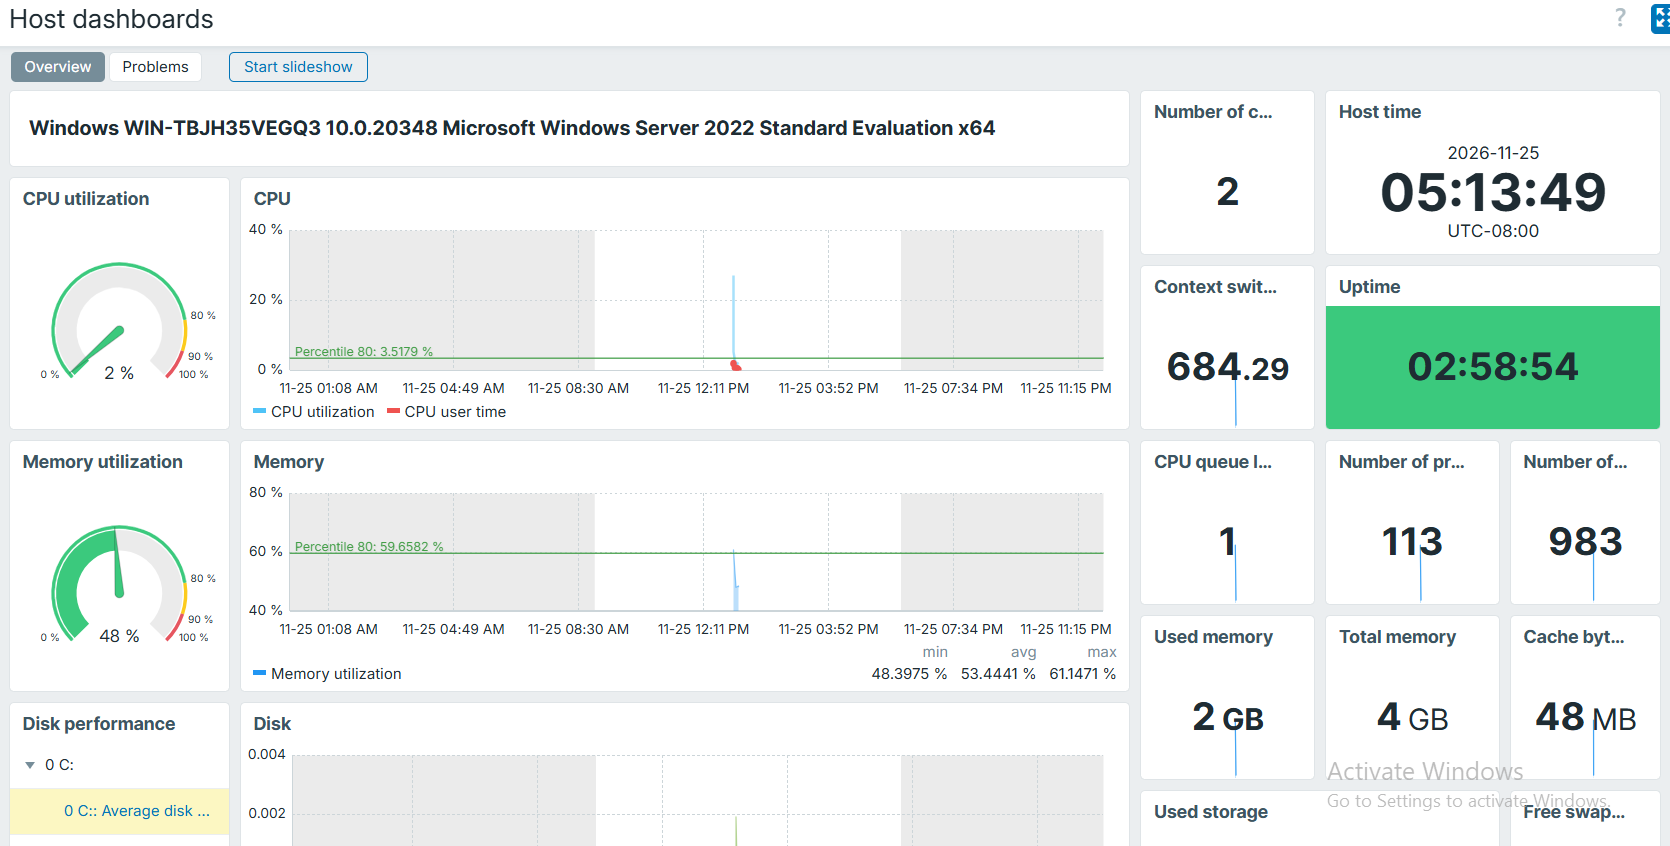 Host dashboards
?
Overview
Problems
Start slideshow
Windows WIN-TBJH35VEGQ3 10.0.20348 Microsoft Windows Server 2022 Standard Evaluation x64
Number of c...
2
Host time
2026-11-25
05:13:49
UTC-08:00
CPU utilization
80 %
90 %
0 %
100 %
2 %
CPU
40 %
20 %
Percentile 80: 3.5179 %
0 %
11-25 01:08 AM 11-25 04:49 AM 11-25 08:30 AM 11-25 12:11 PM 11-25 03:52 PM 11-25 07:34 PM 11-25 11:15 PM
CPU utilization CPU user time
Context swit...
684.29
Uptime
02:58:54
Memory utilization
80 %
90 %
0 %
100 %
48 %
Memory
80 %
Percentile 80: 59.6582 %
60 %
40 %
11-25 01:08 AM 11-25 04:49 AM 11-25 08:30 AM 11-25 12:11 PM 11-25 03:52 PM 11-25 07:34 PM 11-25 11:15 PM
min avg max
Memory utilization 48.3975 % 53.4441 % 61.1471 %
CPU queue l...
1
Number of pr...
113
Number of...
983
Used memory
2 GB
Total memory
4 GB
Cache byt...
48 MB
Disk performance
0 C:
0 C:: Average disk ...
Disk
0.004
0.002
Used storage
Free swap...
Activate Windows
Go to Settings to activate Windows.